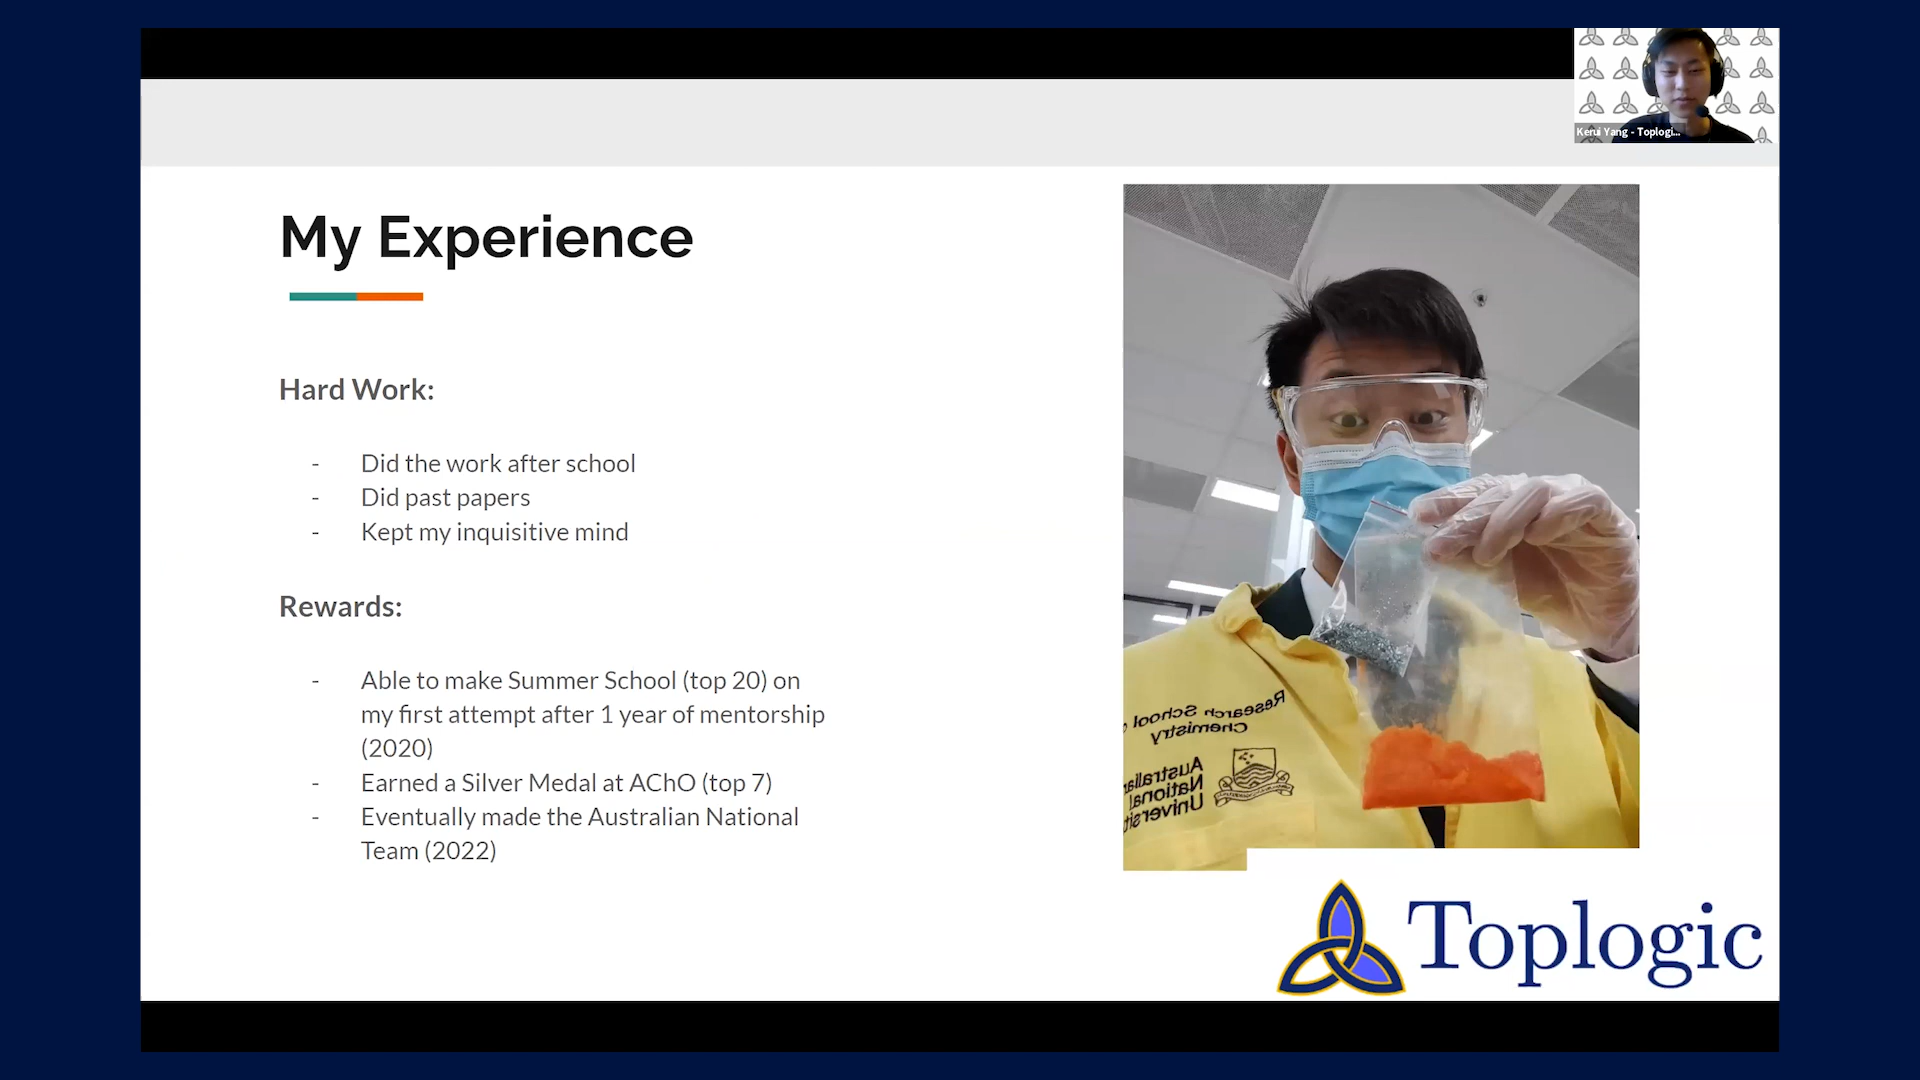 Kerui Yang - Toplogi...
My Experience
Hard Work:
- Did the work after school
- Did past papers
- Kept my inquisitive mind
Rewards:
- Able to make Summer School (top 20) on
my first attempt after 1 year of mentorship
(2020)
- Earned a Silver Medal at AChO (top 7)
- Eventually made the Australian National
Team (2022)
Research School
Chemistry
Australian
National
University
Toplogic